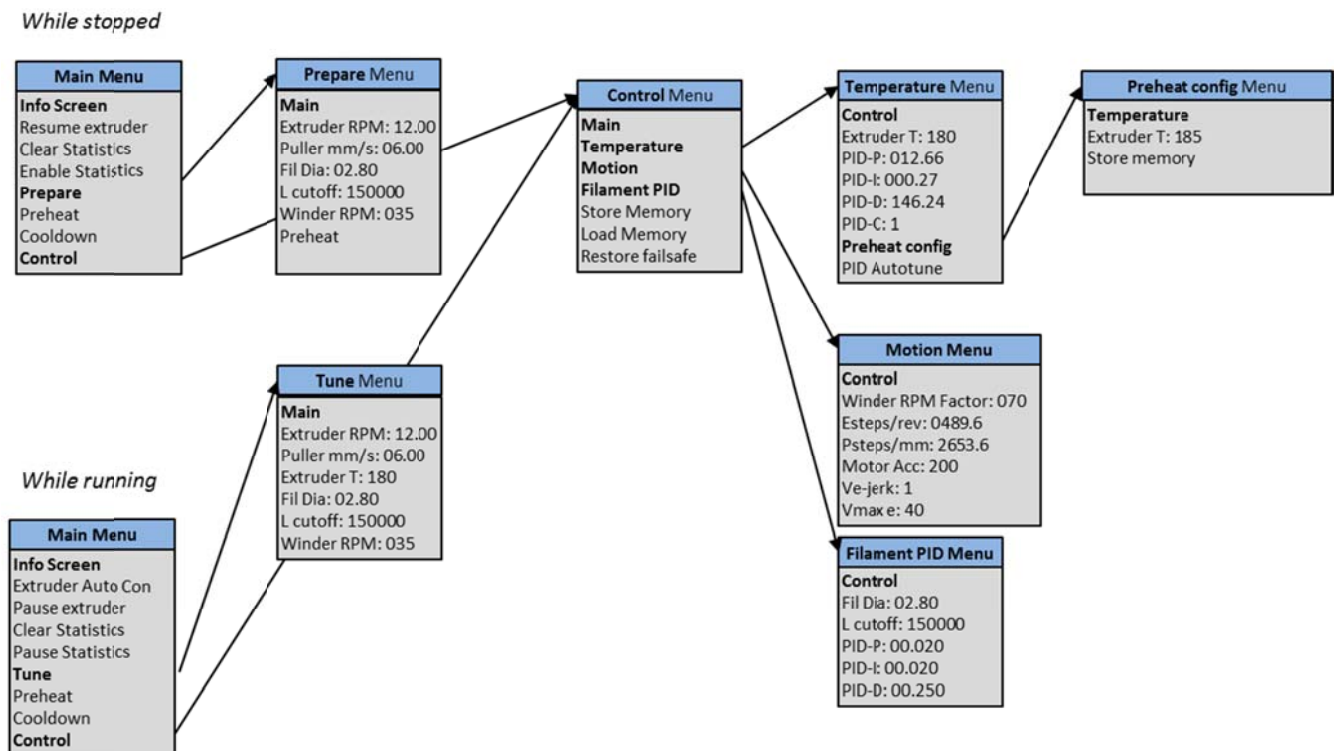 While stopped
Main Menu
Info Screen
Resume extruder
Clear Statistics
Enable Statistics
Prepare
Preheat
Cooldown
Control
Prepare Menu
Main
Extruder RPM: 12.00
Puller mm/s: 06.00
Fil Dia: 02.80
L cutoff: 150000
Winder RPM: 035
Preheat
Control Menu
Main
Temperature
Motion
Filament PID
Store Memory
Load Memory
Restore failsafe
Temperature Menu
Control
Extruder T: 180
PID-P: 012.66
PID-I: 000.27
PID-D: 146.24
PID-C: 1
Preheat config
PID Autotune
Preheat config Menu
Temperature
Extruder T: 185
Store memory
Motion Menu
Control
Winder RPM Factor: 070
Esteps/rev: 0489.6
Psteps/mm: 2653.6
Motor Acc: 200
Ve-jerk: 1
Vmax e: 40
Filament PID Menu
Control
Fil Dia: 02.80
L cutoff: 150000
PID-P: 00.020
PID-I: 00.020
PID-D: 00.250
Tune Menu
Main
Extruder RPM: 12.00
Puller mm/s: 06.00
Extruder T: 180
Fil Dia: 02.80
L cutoff: 150000
Winder RPM: 035
While running
Main Menu
Info Screen
Extruder Auto Con
Pause extruder
Clear Statistics
Pause Statistics
Tune
Preheat
Cooldown
Control